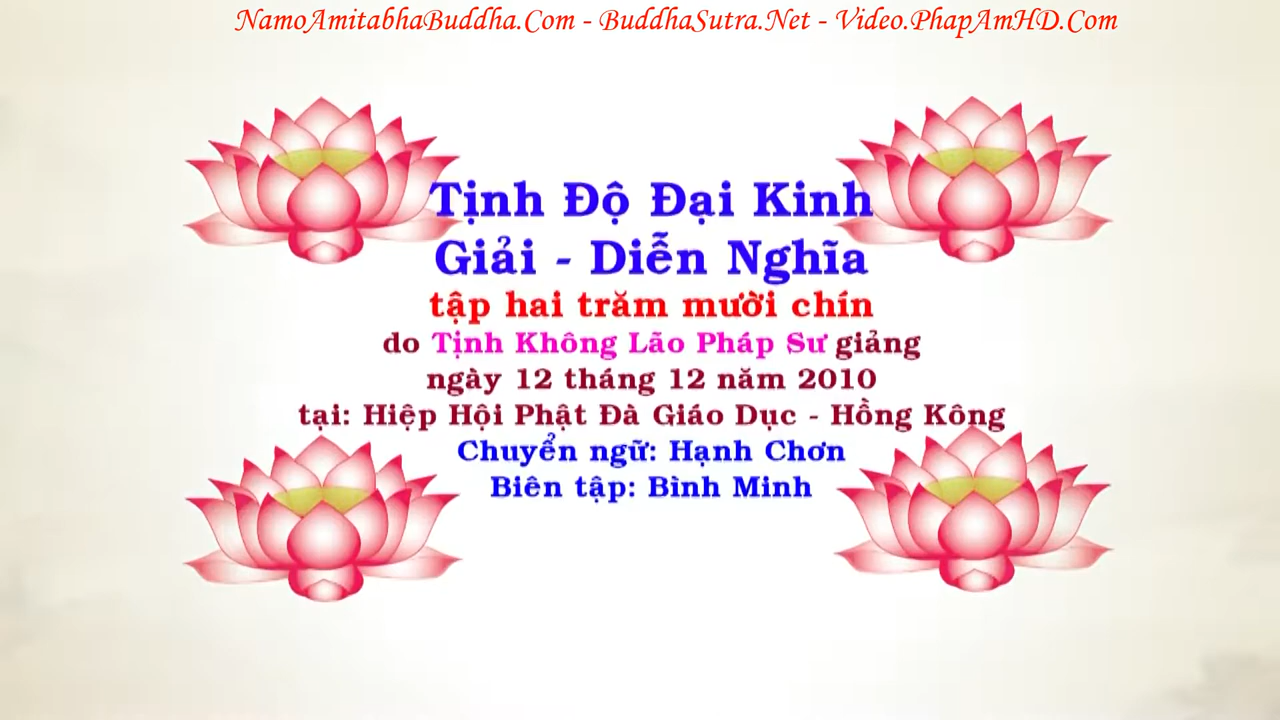 NamoAmitabhaBuddha.Com - BuddhaSutra.Net - Video.PhapAmHD.Com
Tịnh Độ Đại Kinh
Giải - Diễn Nghĩa
tập hai trăm mười chín
do Tịnh Không Lão Pháp Sư giảng
ngày 12 tháng 12 năm 2010
tại: Hiệp Hội Phật Đà Giáo Dục - Hồng Kông
Chuyển ngữ: Hạnh Chơn
Biên tập: Bình Minh